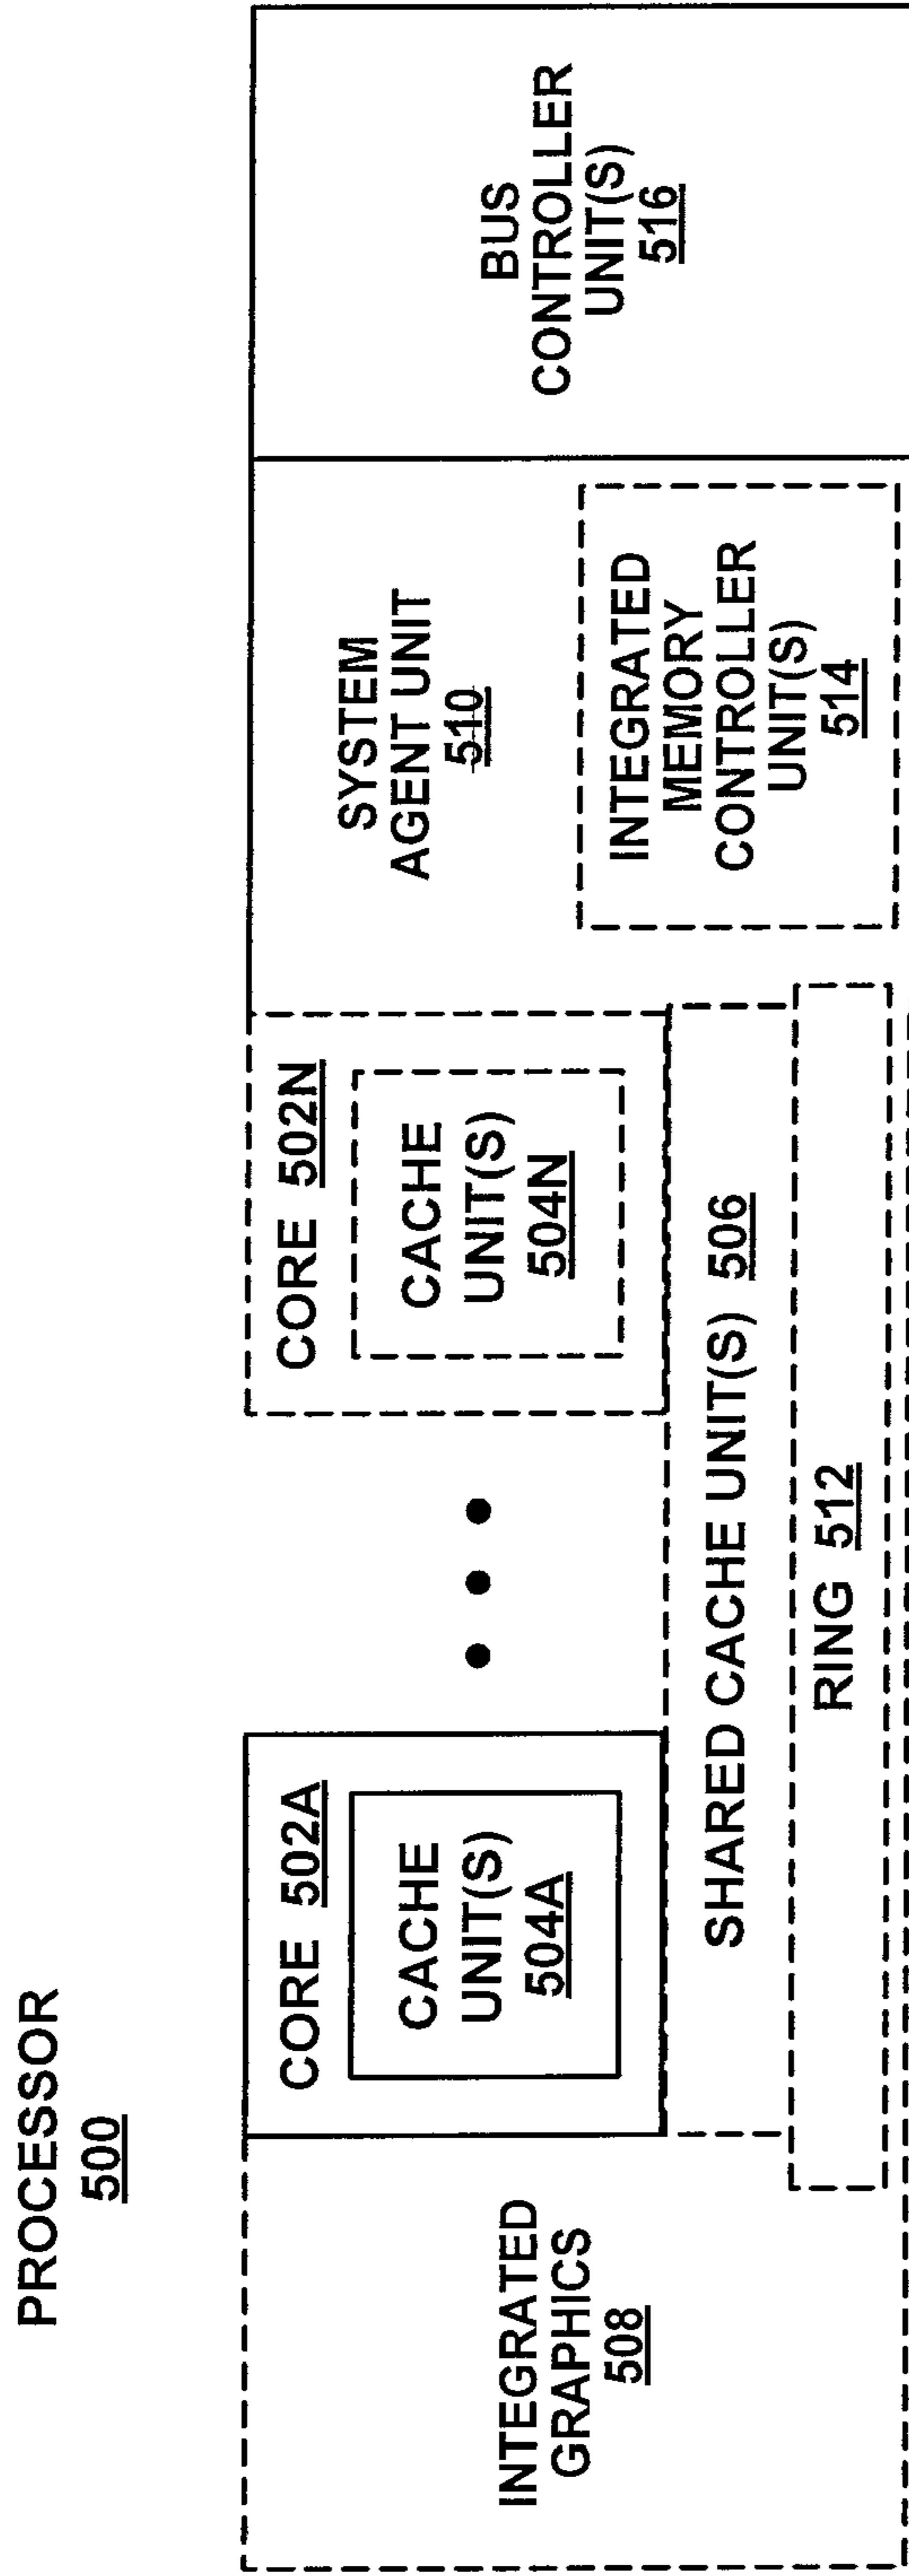 PROCESSOR
500
INTEGRATED
GRAPHICS
508
CORE 502A
CACHE
UNIT(S)
504A
CORE 502N
CACHE
UNIT(S)
504N
SHARED CACHE UNIT(S) 506
RING 512
SYSTEM
AGENT UNIT
510
INTEGRATED
MEMORY
CONTROLLER
UNIT(S)
514
BUS
CONTROLLER
UNIT(S)
516